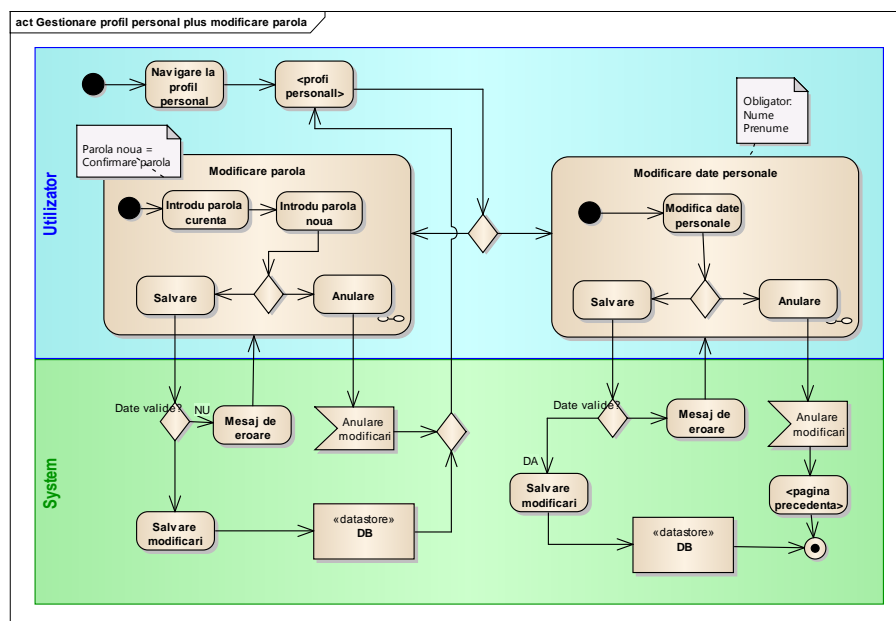 act Gestionare profil personal plus modificare parola
Utilizator
Navigare la
profil
personal
<profi
personall>
Obligator:
Nume
Prenume
Parola noua =
Confirmare parola
Modificare parola
Introdu parola
curenta
Introdu parola
noua
Salvare
Anulare
Modificare date personale
Modifica date
personale
Salvare
Anulare
System
Date valide?
NU
Mesaj de
eroare
Anulare
modificari
Salvare
modificari
«datastore»
DB
Date valide?
DA
Mesaj de
eroare
Anulare
modificari
Salvare
modificari
<pagina
precedenta>
«datastore»
DB